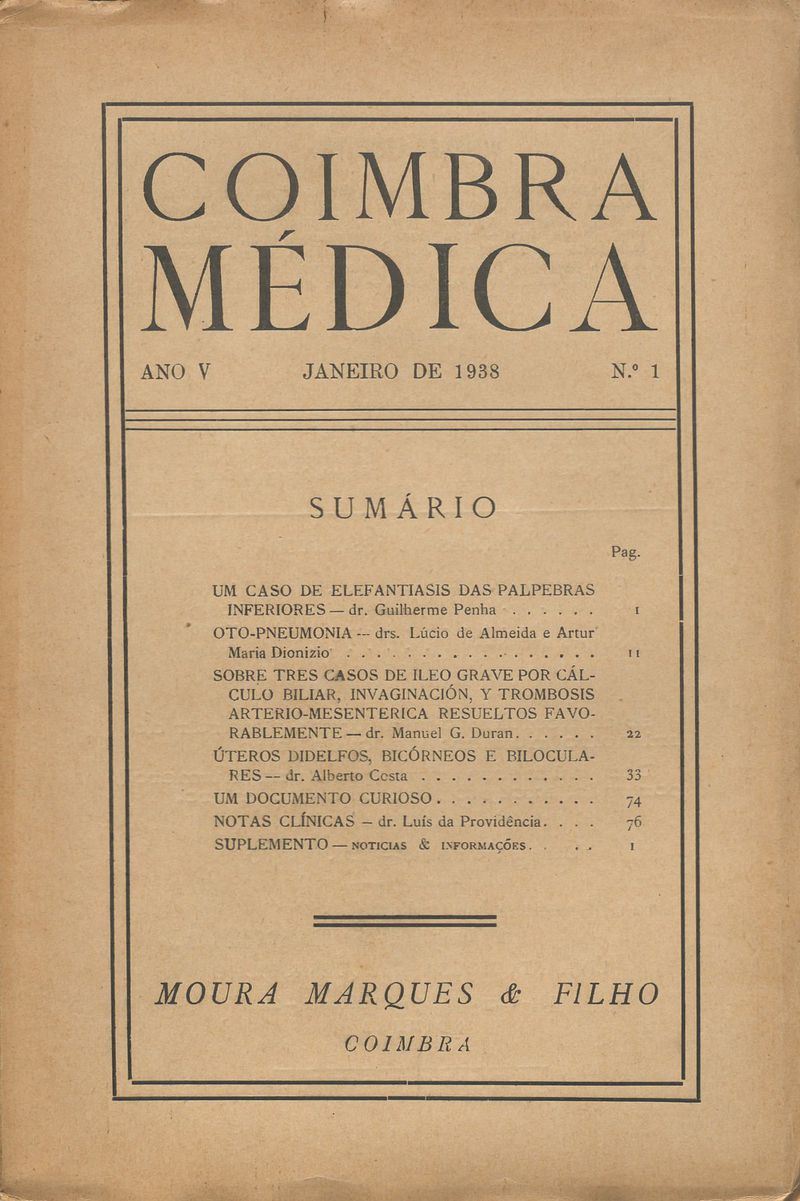 COIMBRA
MÉDICA
ANO V JANEIRO DE 1938 N.º 1
SUMÁRIO
Pag.
UM CASO DE ELEFANTIASIS DAS PALPEBRAS
INFERIORES — dr. Guilherme Penha . . . . . . 1
OTO-PNEUMONIA -- drs. Lúcio de Almeida e Artur
Maria Dionizio . . . . . . . . . . . . . . . . . 11
SOBRE TRES CASOS DE ILEO GRAVE POR CÁL-
CULO BILIAR, INVAGINACIÓN, Y TROMBOSIS
ARTERIO-MESENTERICA RESUELTOS FAVO-
RABLEMENTE — dr. Manuel G. Duran. . . . . . 22
ÚTEROS DIDELFOS, BICÓRNEOS E BILOCULA-
RES -- dr. Alberto Costa . . . . . . . . . . . . 33
UM DOCUMENTO CURIOSO. . . . . . . . . . . 74
NOTAS CLÍNICAS – dr. Luís da Providência. . . . 76
SUPLEMENTO — NOTICIAS & INFORMAÇÕES. . . . 1
MOURA MARQUES & FILHO
COIMBRA